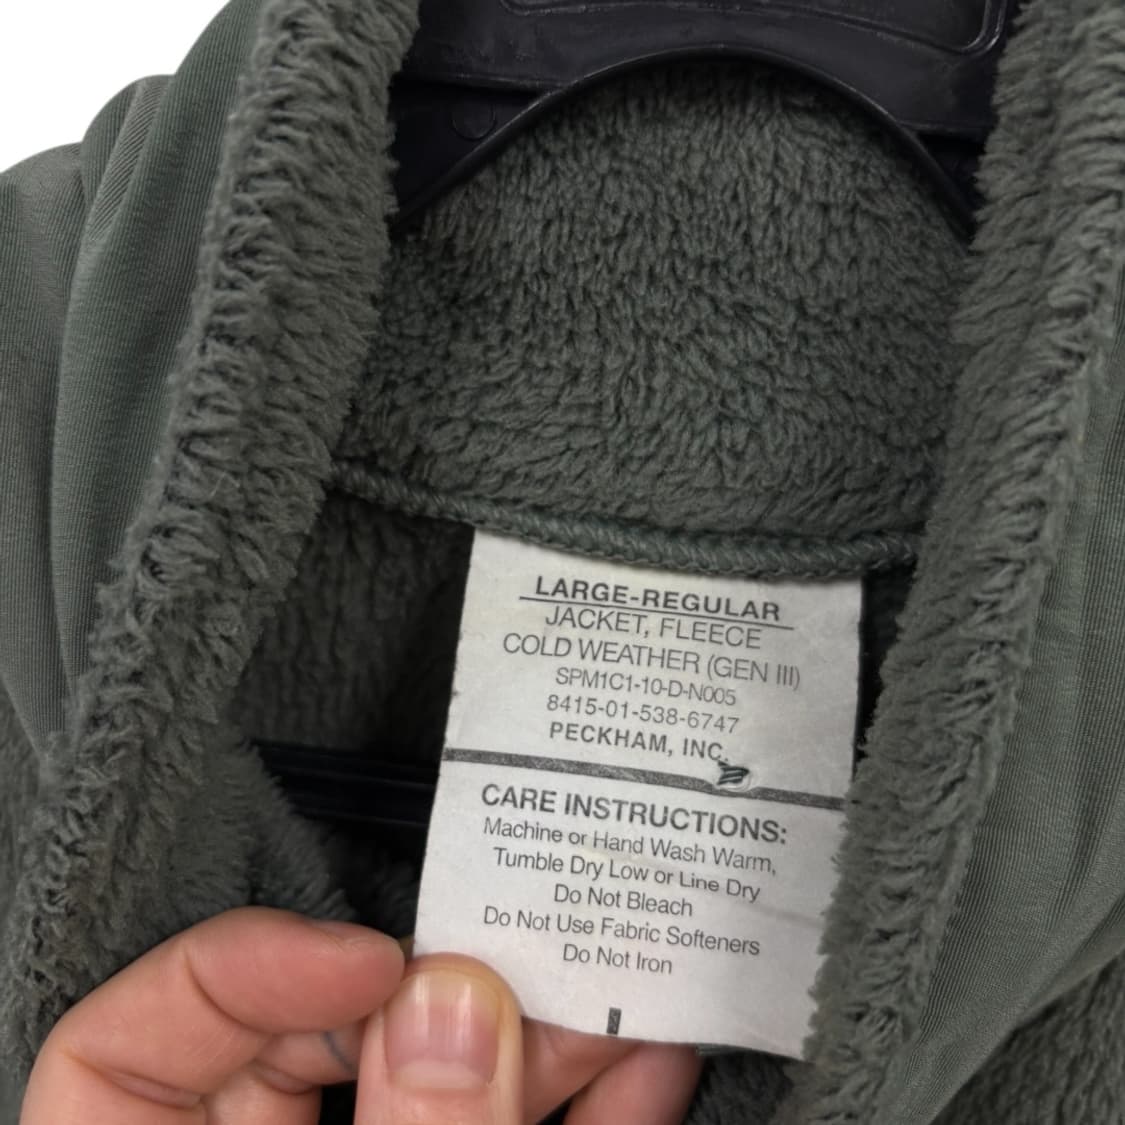 LARGE-REGULAR
JACKET, FLEECE
COLD WEATHER (GEN III)
SPM1C1-10-D-N005
8415-01-538-6747
PECKHAM, INC.
CARE INSTRUCTIONS:
Machine or Hand Wash Warm,
Tumble Dry Low or Line Dry
Do Not Bleach
Do Not Use Fabric Softeners
Do Not Iron